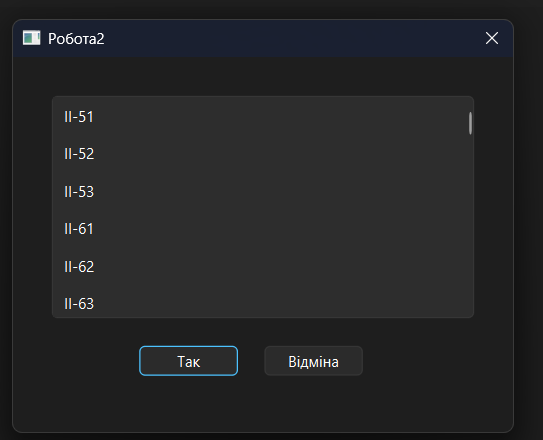 Робота2
ІІ-51
ІІ-52
ІІ-53
ІІ-61
ІІ-62
ІІ-63
Так
Відміна